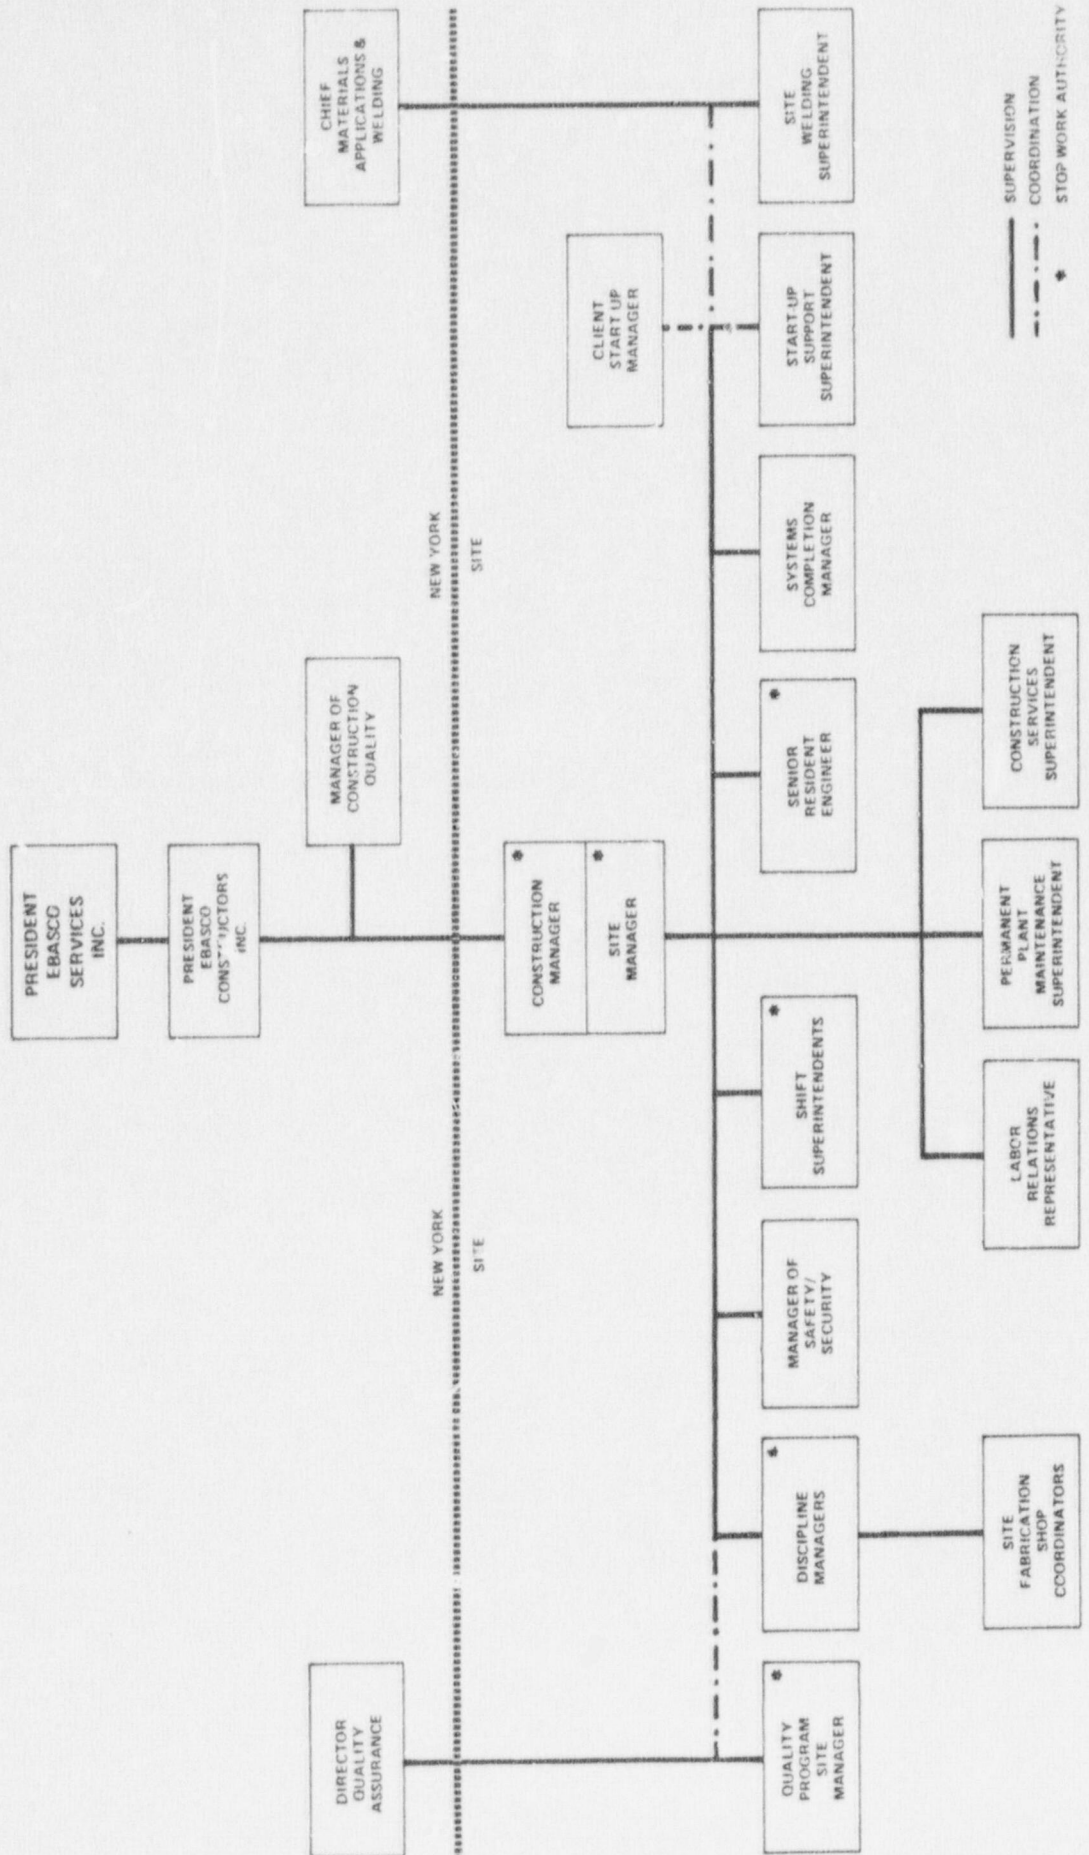 PRESIDENT
EBASCO
SERVICES
INC.
PRESIDENT
EBASCO
INC.
DIRECTOR
QUALITY
ASSURANCE
MANAGER OF
CONSTRUCTION
QUALITY
CHIEF
MATERIALS
APPLICATIONS &
WELDING
NEW YORK
NEW YORK
SITE
SITE
CONSTRUCTION
MANAGER
*
SITE
MANAGER
*
CLIENT
START UP
MANAGER
QUALITY
PROGRAM
SITE
MANAGER
*
DISCIPLINE
MANAGERS
*
MANAGER OF
SAFETY/
SECURITY
SHIFT
SUPERINTENDENTS
*
SENIOR
RESIDENT
ENGINEER
*
SYSTEMS
COMPLETION
MANAGER
START-UP
SUPPORT
SUPERINTENDENT
SITE
WELDING
SUPERINTENDENT
SITE
FABRICATION
SHOP
COORDINATORS
LABOR
RELATIONS
REPRESENTATIVE
PERMANENT
PLANT
MAINTENANCE
SUPERINTENDENT
CONSTRUCTION
SERVICES
SUPERINTENDENT
SUPERVISION
COORDINATION
* STOP WORK AUTHORITY